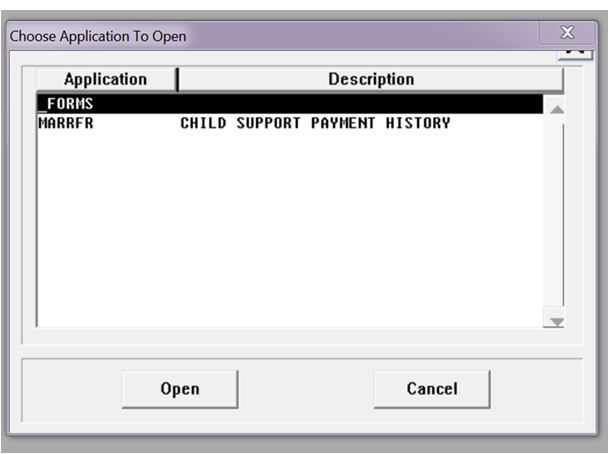 Choose Application To Open
Application Description
_FORMS
MARRFR CHILD SUPPORT PAYMENT HISTORY
Open Cancel